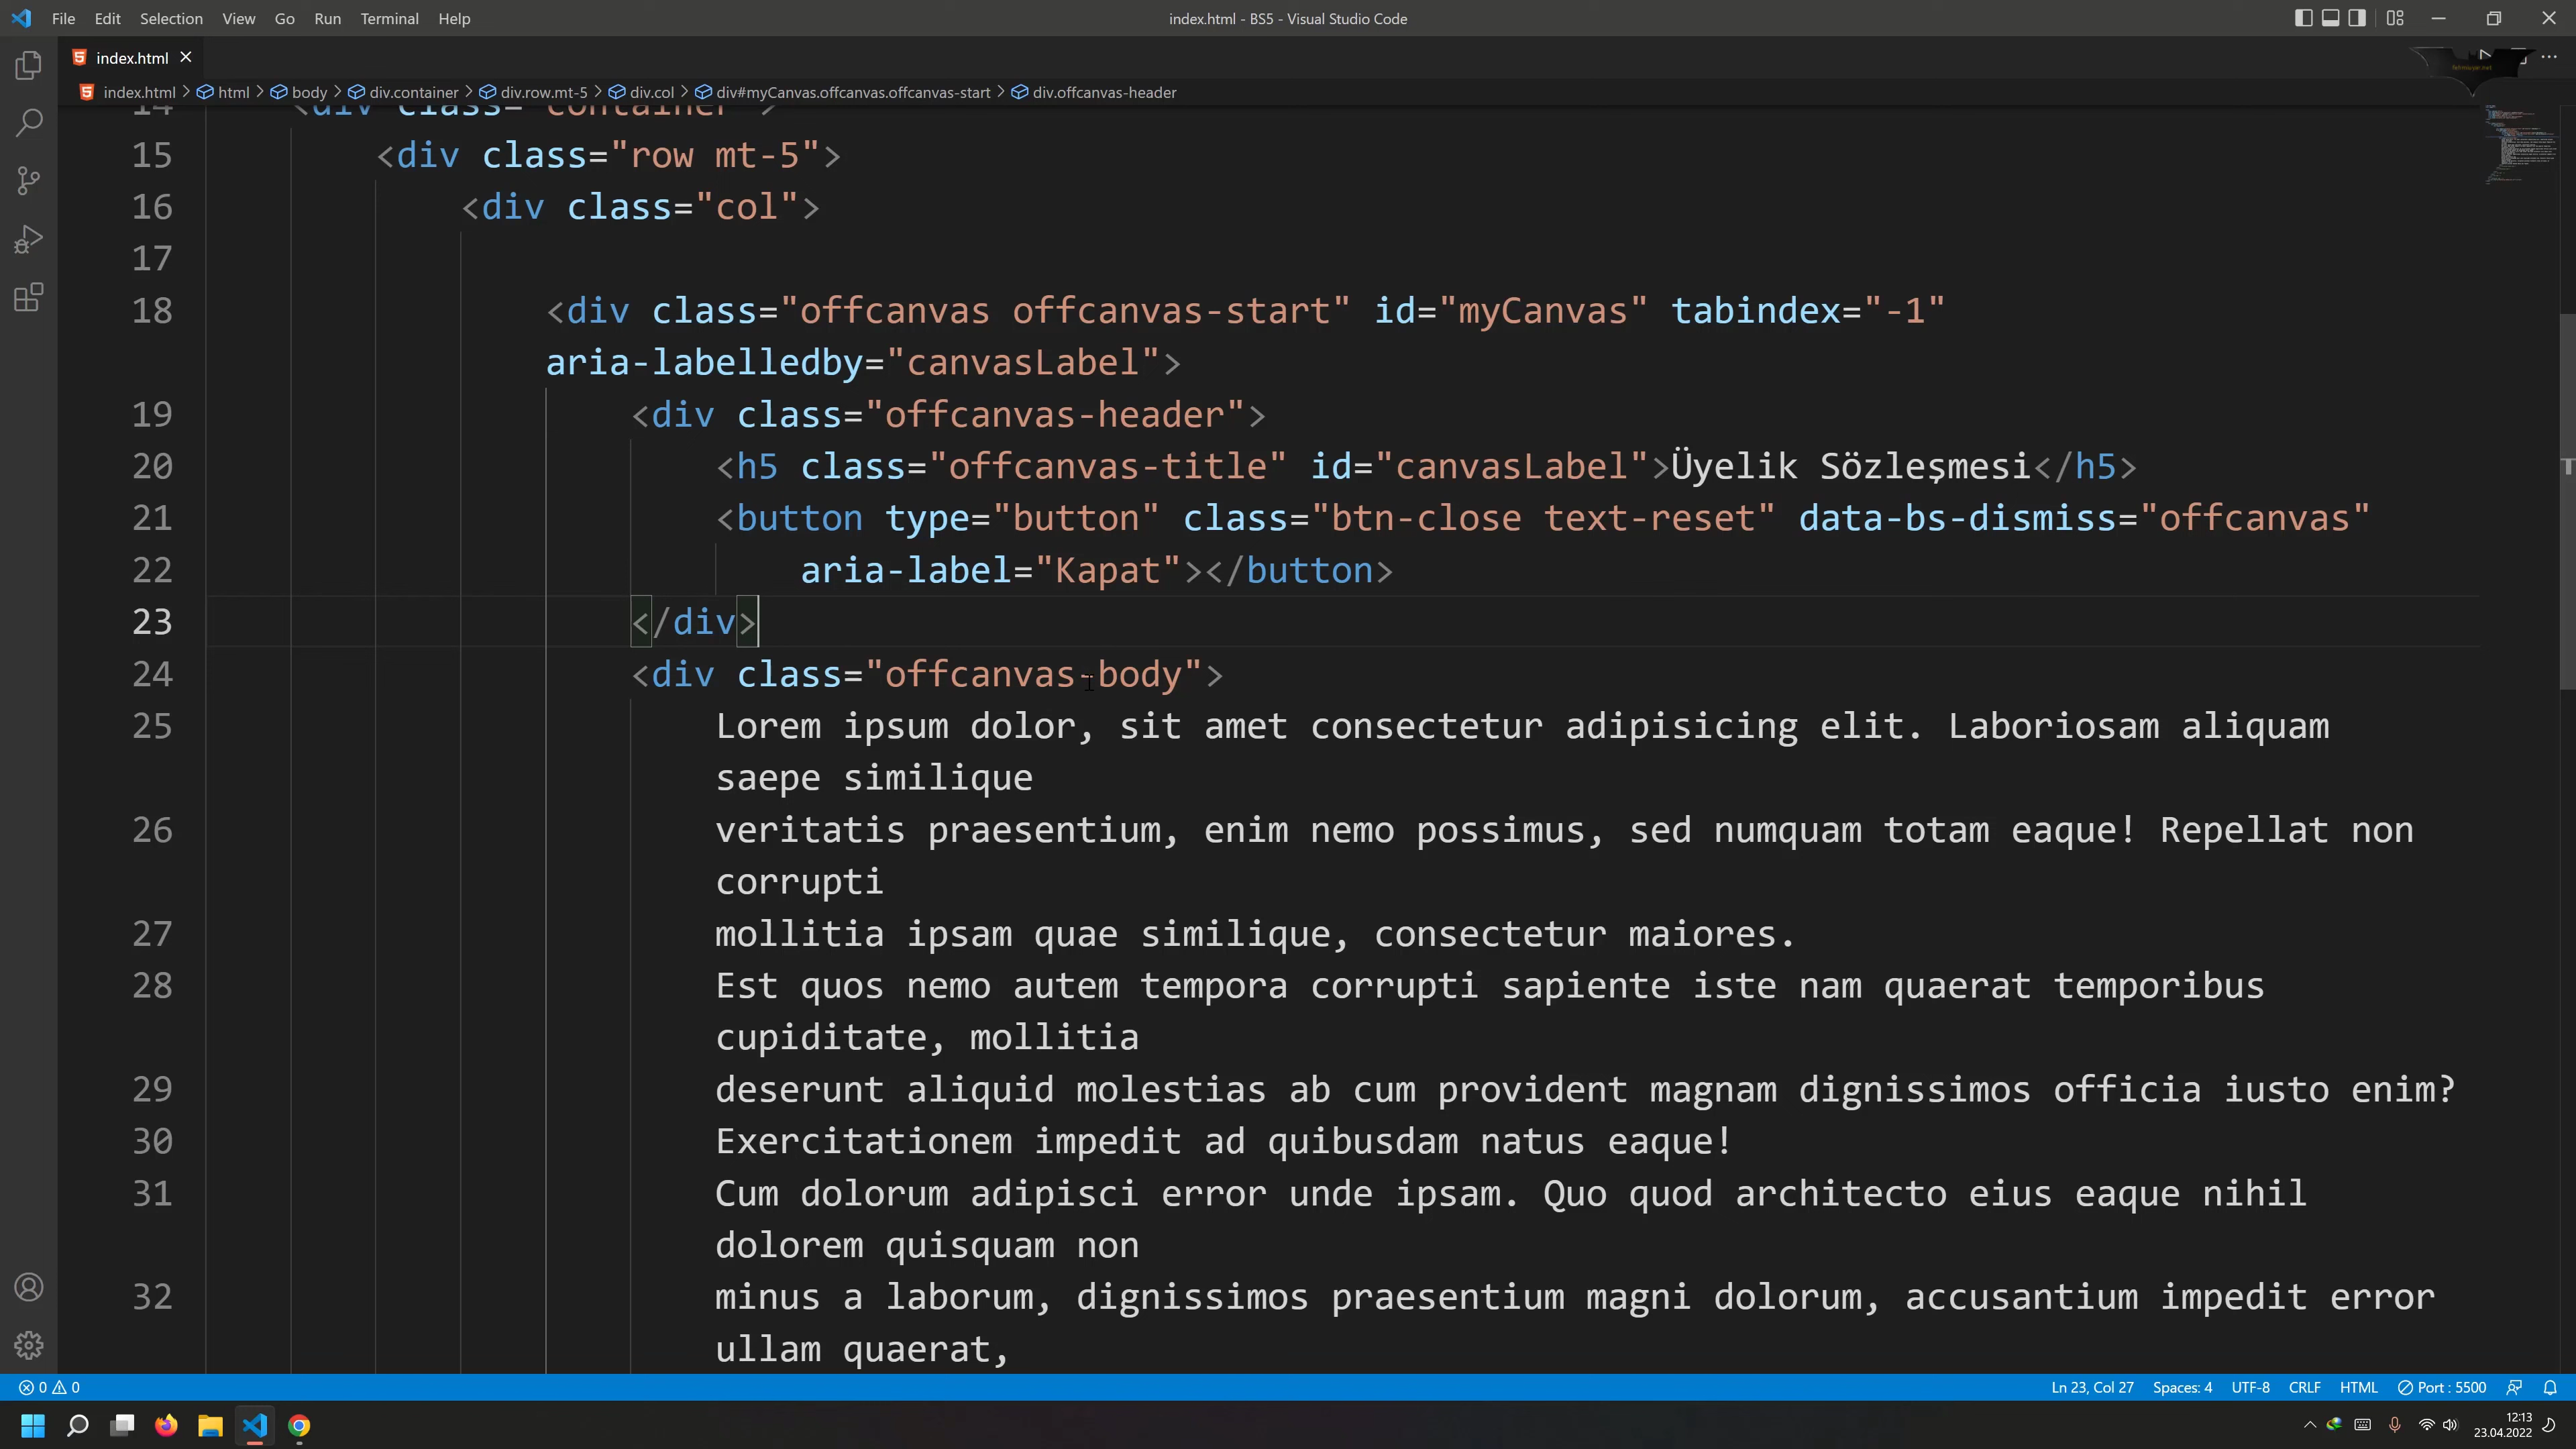 File Edit Selection View Go Run Terminal Help
index.html - BS5 - Visual Studio Code
index.html
index.html > html > body > div.container > div.row.mt-5 > div.col > div#myCanvas.offcanvas.offcanvas-start > div.offcanvas-header
14 <div class="container">
15 <div class="row mt-5">
16 <div class="col">
17
18 <div class="offcanvas offcanvas-start" id="myCanvas" tabindex="-1"
aria-labelledby="canvasLabel">
19 <div class="offcanvas-header">
20 <h5 class="offcanvas-title" id="canvasLabel">Üyelik Sözleşmesi</h5>
21 <button type="button" class="btn-close text-reset" data-bs-dismiss="offcanvas"
22 aria-label="Kapat"></button>
23 </div>
24 <div class="offcanvas-body">
25 Lorem ipsum dolor, sit amet consectetur adipisicing elit. Laboriosam aliquam
saepe similique
26 veritatis praesentium, enim nemo possimus, sed numquam totam eaque! Repellat non
corrupti
27 mollitia ipsam quae similique, consectetur maiores.
28 Est quos nemo autem tempora corrupti sapiente iste nam quaerat temporibus
cupiditate, mollitia
29 deserunt aliquid molestias ab cum provident magnam dignissimos officia iusto enim?
30 Exercitationem impedit ad quibusdam natus eaque!
31 Cum dolorum adipisci error unde ipsam. Quo quod architecto eius eaque nihil
dolorem quisquam non
32 minus a laborum, dignissimos praesentium magni dolorum, accusantium impedit error
ullam quaerat,
0 0
Ln 23, Col 27 Spaces: 4 UTF-8 CRLF HTML Port : 5500
12:13
23.04.2022